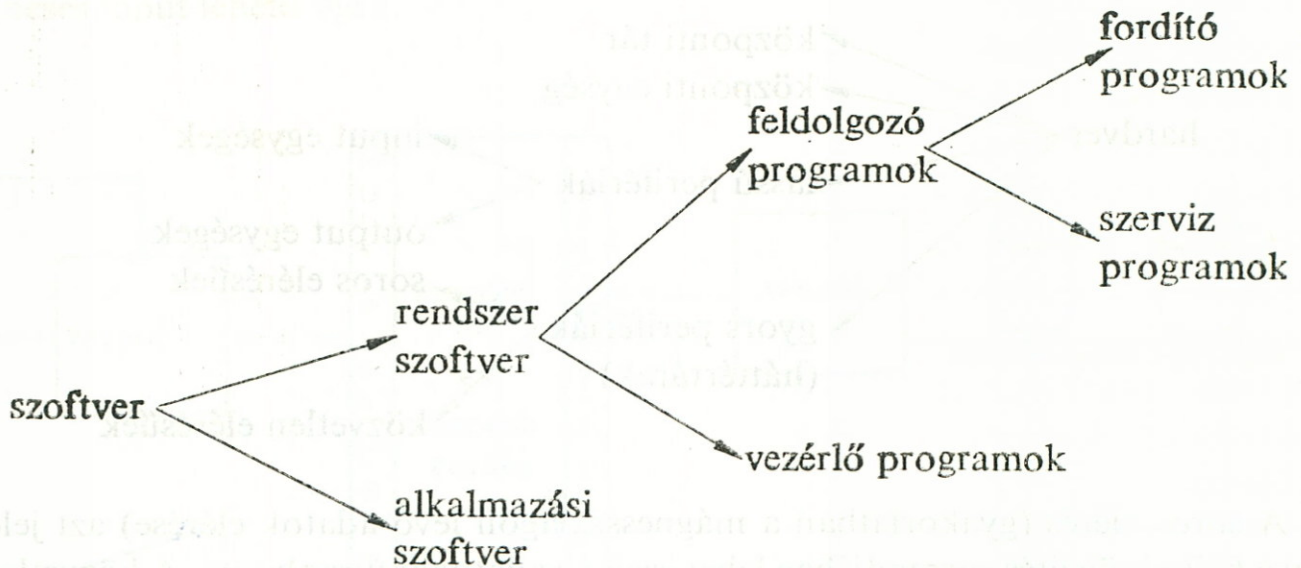 fordító
programok
feldolgozó
programok
szerviz
programok
rendszer
szoftver
szoftver
vezérlő programok
alkalmazási
szoftver